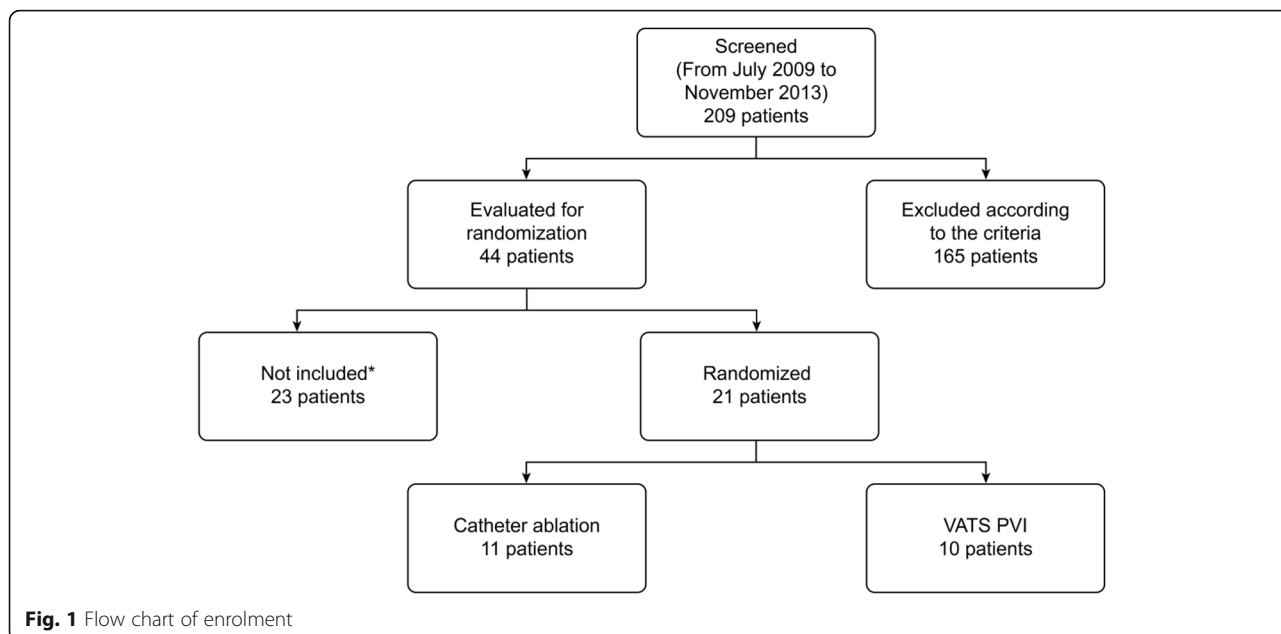 Screened
(From July 2009 to
November 2013)
209 patients
Evaluated for
randomization
44 patients
Excluded according
to the criteria
165 patients
Not included*
23 patients
Randomized
21 patients
Catheter ablation
11 patients
VATS PVI
10 patients
Fig. 1 Flow chart of enrolment